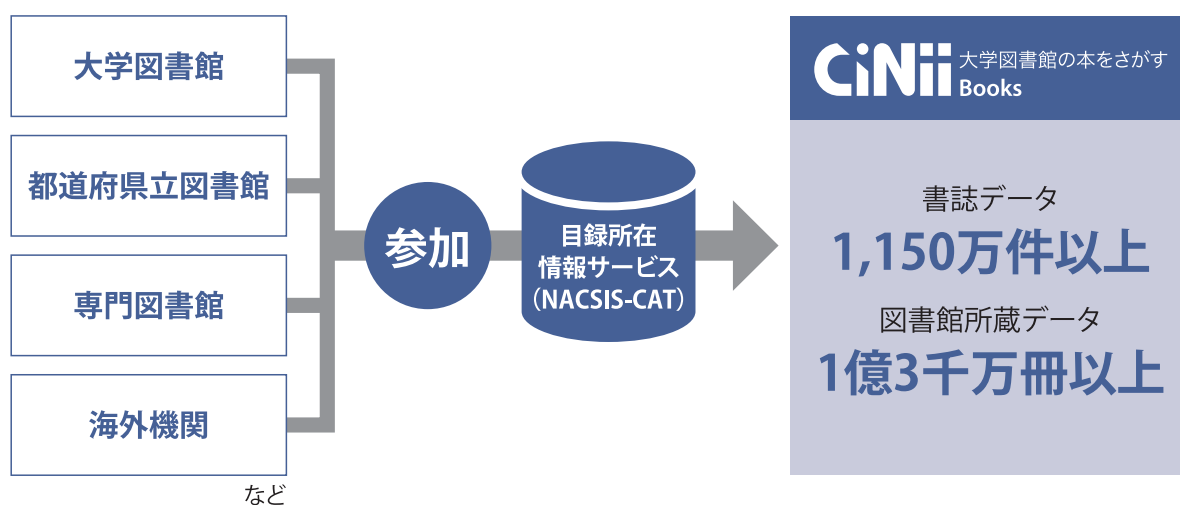 大学図書館
都道府県立図書館
専門図書館
海外機関
など
参加
目録所在
情報サービス
（NACSIS-CAT）
CiNii 大学図書館の本をさがす
Books
書誌データ
1,150万件以上
図書館所蔵データ
1億3千万冊以上